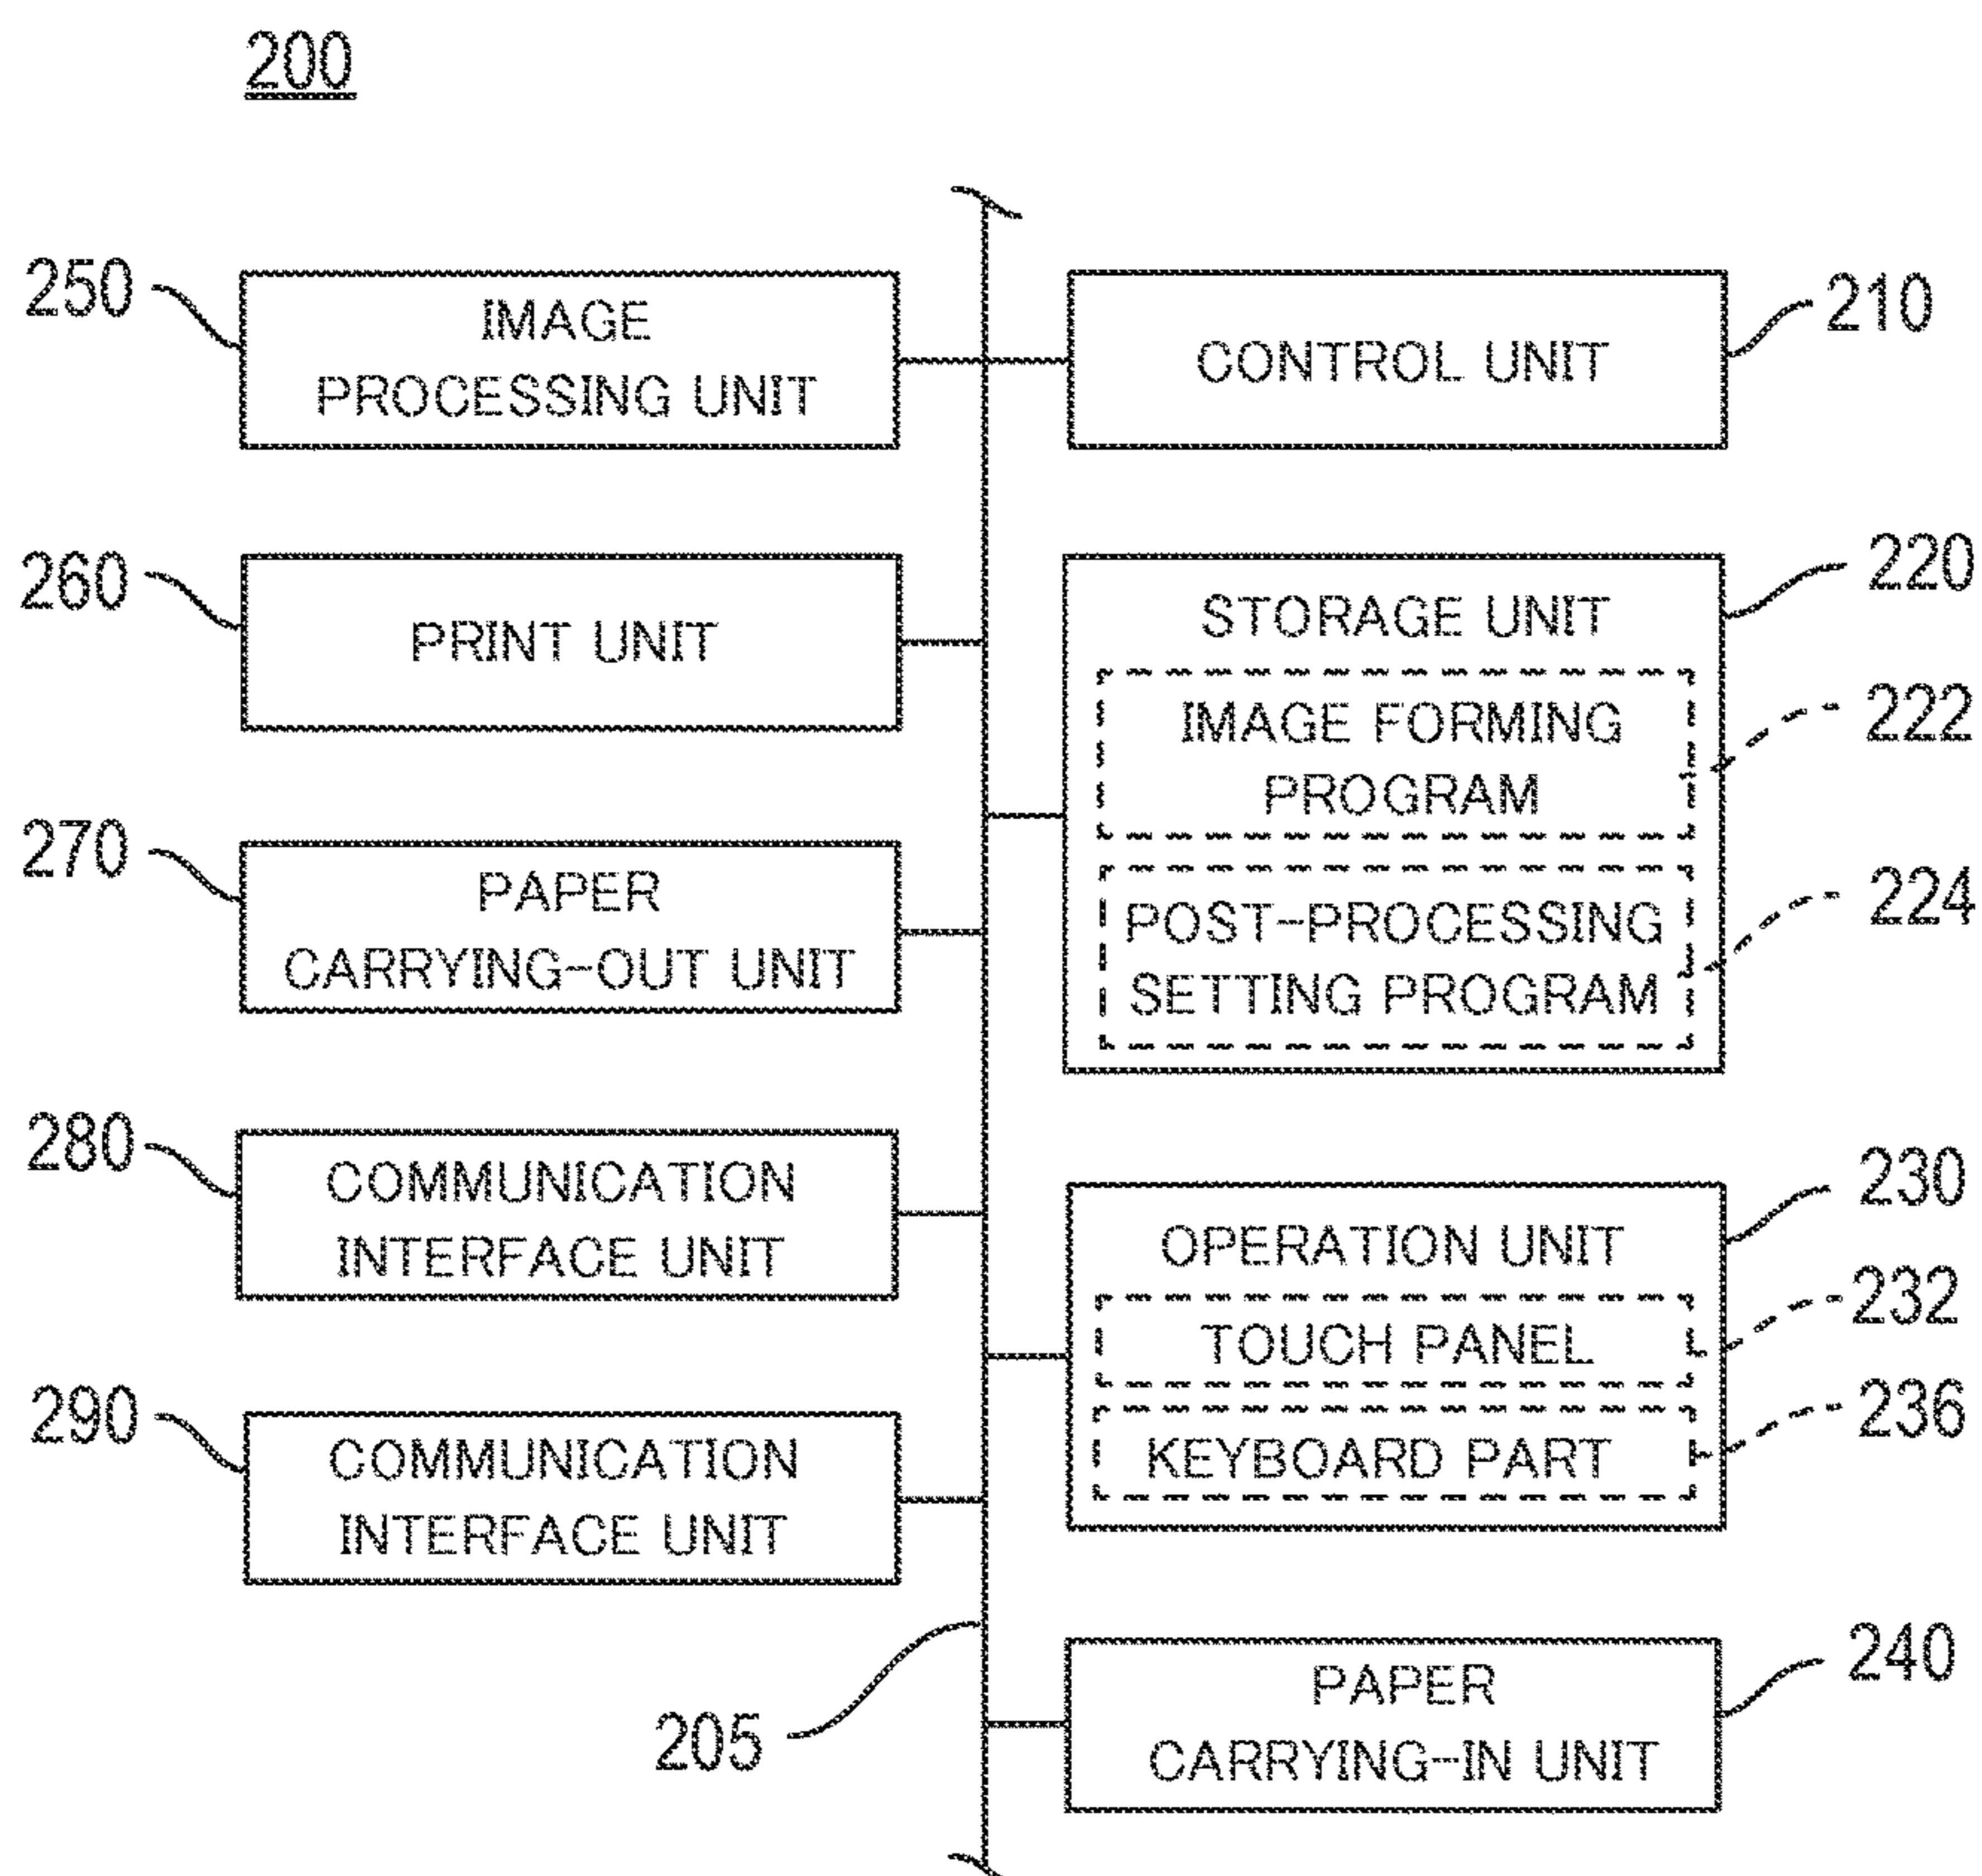 200
250
IMAGE
PROCESSING UNIT
CONTROL UNIT
210
260
PRINT UNIT
STORAGE UNIT
220
IMAGE FORMING
PROGRAM
222
270
PAPER
CARRYING-OUT UNIT
POST-PROCESSING
SETTING PROGRAM
224
280
COMMUNICATION
INTERFACE UNIT
OPERATION UNIT
230
TOUCH PANEL
232
290
COMMUNICATION
INTERFACE UNIT
KEYBOARD PART
236
205
PAPER
CARRYING-IN UNIT
240